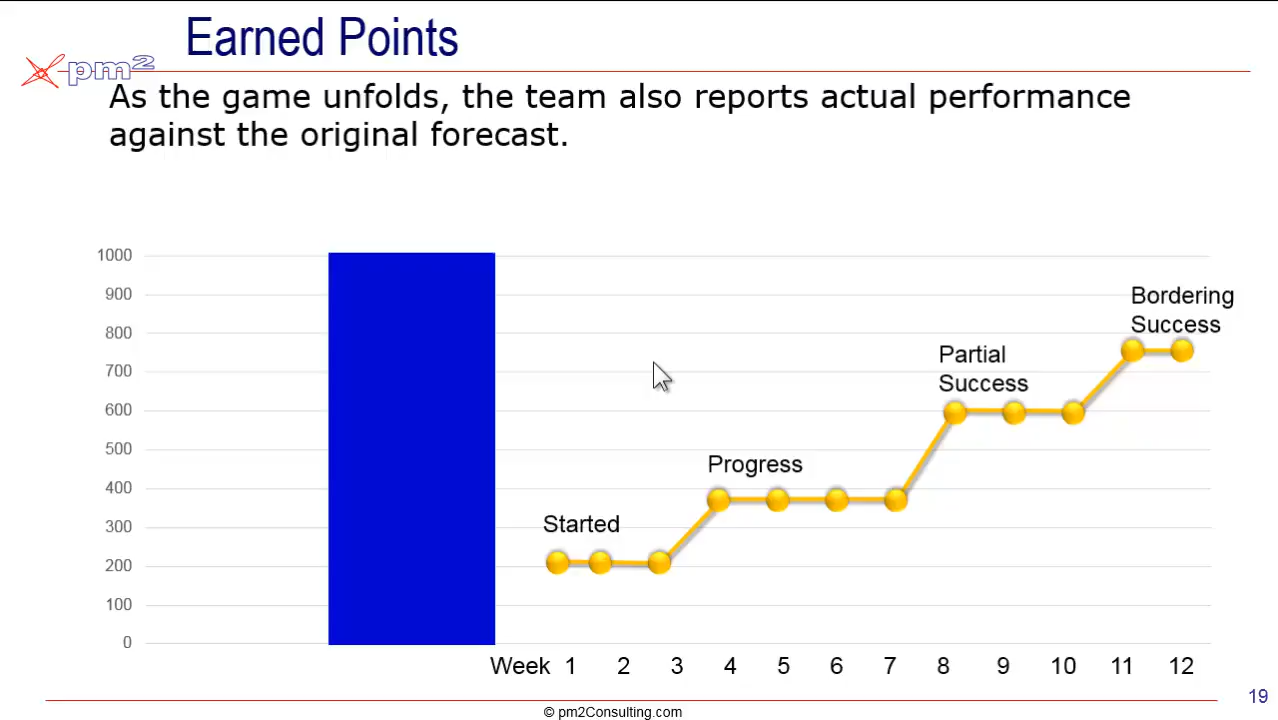 Earned Points
pm2
As the game unfolds, the team also reports actual performance
against the original forecast.
1000
900
800
700
600
500
400
300
200
100
0
Bordering
Success
Partial
Success
Progress
Started
Week 1 2 3 4 5 6 7 8 9 10 11 12
19
© pm2Consulting.com